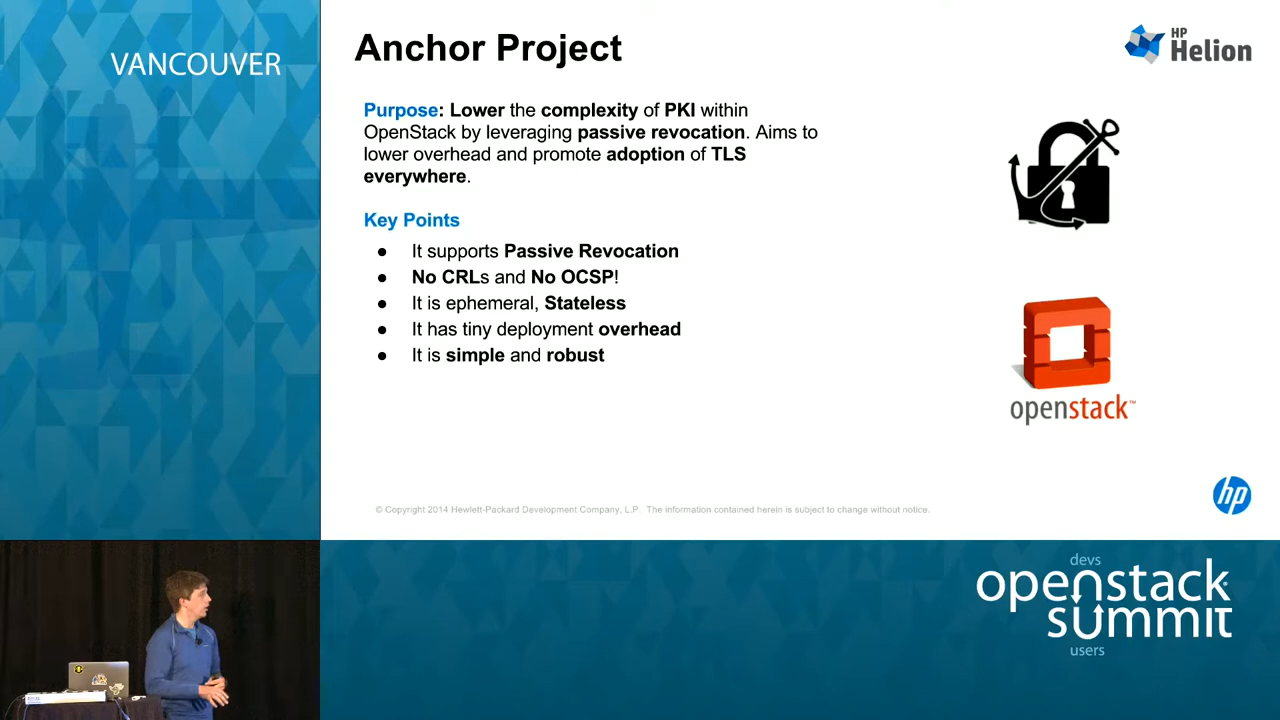 VANCOUVER
Anchor Project
HP
Helion
Purpose: Lower the complexity of PKI within
OpenStack by leveraging passive revocation. Aims to
lower overhead and promote adoption of TLS
everywhere.
Key Points
● It supports Passive Revocation
● No CRLs and No OCSP!
● It is ephemeral, Stateless
● It has tiny deployment overhead
● It is simple and robust
openstack™
© Copyright 2014 Hewlett-Packard Development Company, L.P. The information contained herein is subject to change without notice.
hp
devs
openstack
summit
users